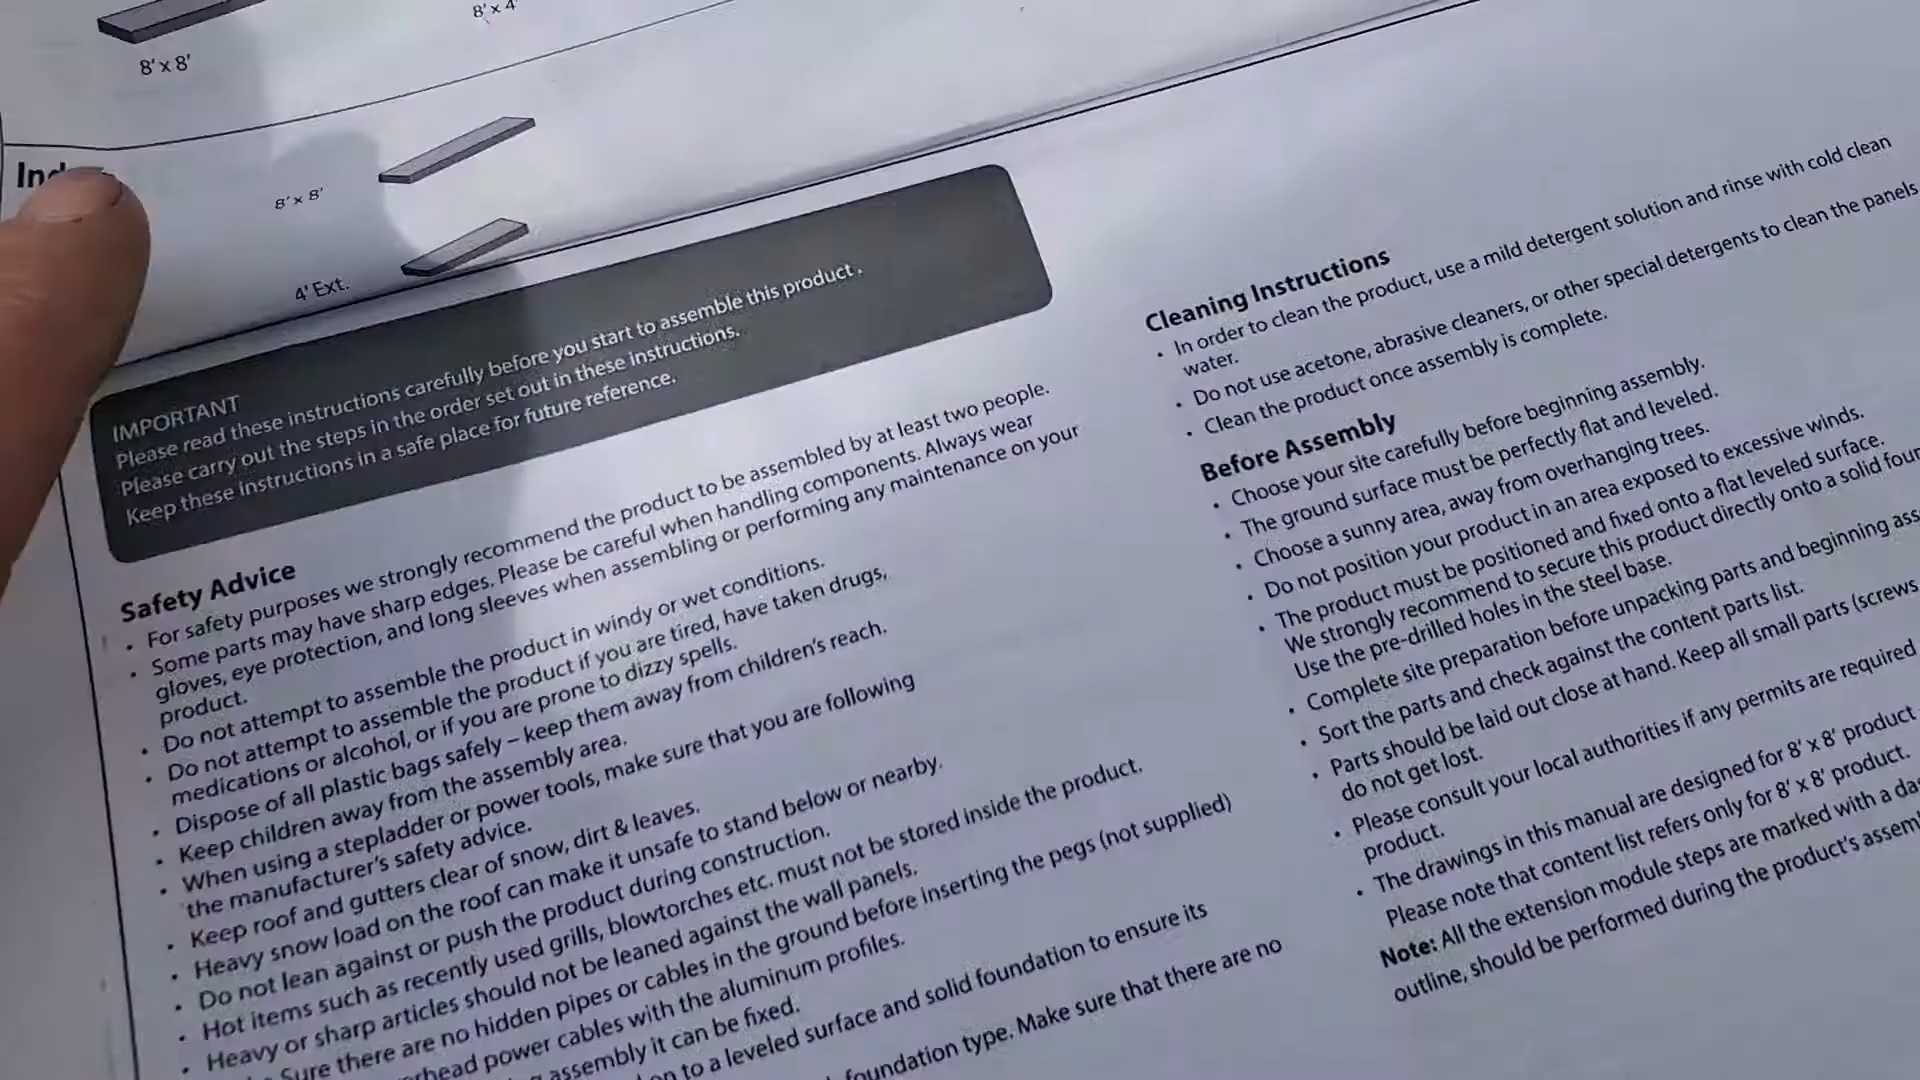 8' x 8'
8' x 4'
8' x 8'
4' Ext.
IMPORTANT
Please read these instructions carefully before you start to assemble this product .
Please carry out the steps in the order set out in these instructions.
Keep these instructions in a safe place for future reference.
Safety Advice
• For safety purposes we strongly recommend the product to be assembled by at least two people.
• Some parts may have sharp edges. Please be careful when handling components. Always wear
gloves, eye protection, and long sleeves when assembling or performing any maintenance on your
product.
• Do not attempt to assemble the product in windy or wet conditions.
• Do not attempt to assemble the product if you are tired, have taken drugs,
medications or alcohol, or if you are prone to dizzy spells.
• Dispose of all plastic bags safely – keep them away from children's reach.
• Keep children away from the assembly area.
• When using a stepladder or power tools, make sure that you are following
the manufacturer's safety advice.
• Keep roof and gutters clear of snow, dirt & leaves.
• Heavy snow load on the roof can make it unsafe to stand below or nearby.
• Do not lean against or push the product during construction.
• Hot items such as recently used grills, blowtorches etc. must not be stored inside the product.
• Heavy or sharp articles should not be leaned against the wall panels.
Sure there are no hidden pipes or cables in the ground before inserting the pegs (not supplied)
power cables with the aluminum profiles.
assembly it can be fixed.
to a leveled surface and solid foundation to ensure its
foundation type. Make sure that there are no
Cleaning Instructions
• In order to clean the product, use a mild detergent solution and rinse with cold clean
water.
• Do not use acetone, abrasive cleaners, or other special detergents to clean the panels
• Clean the product once assembly is complete.
Before Assembly
• Choose your site carefully before beginning assembly.
• The ground surface must be perfectly flat and leveled.
• Choose a sunny area, away from overhanging trees.
• Do not position your product in an area exposed to excessive winds.
• The product must be positioned and fixed onto a flat leveled surface.
We strongly recommend to secure this product directly onto a solid
Use the pre-drilled holes in the steel base.
• Complete site preparation before unpacking parts and beginning
• Sort the parts and check against the content parts list.
• Parts should be laid out close at hand. Keep all small parts (screws
do not get lost.
• Please consult your local authorities if any permits are required
product.
• The drawings in this manual are designed for 8' x 8' product
Please note that content list refers only for 8' x 8' product.
Note: All the extension module steps are marked with a
outline, should be performed during the product's